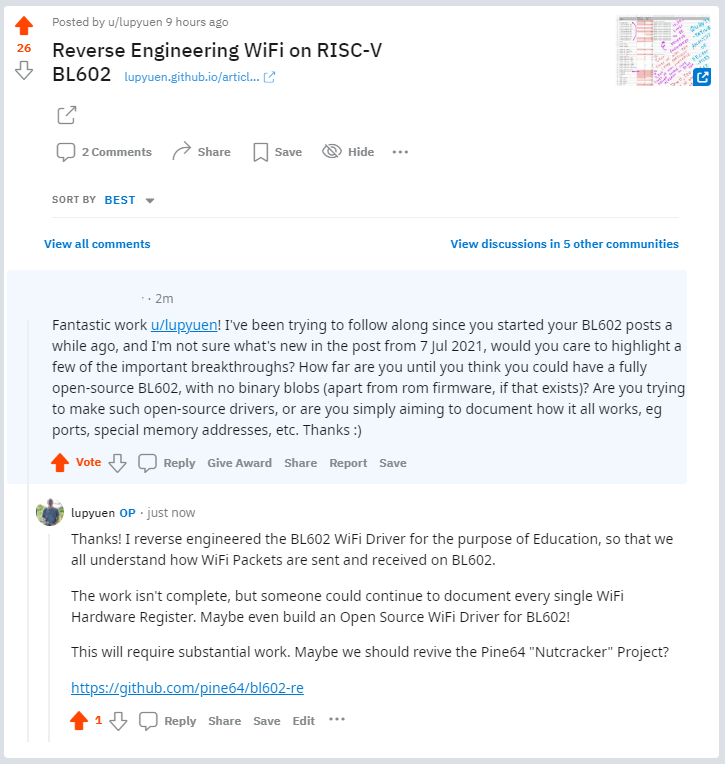 Posted by u/lupyuen 9 hours ago
26
Reverse Engineering WiFi on RISC-V
BL602 lupyuen.github.io/articl...
2 Comments Share Save Hide ...
SORT BY BEST
View all comments View discussions in 5 other communities
· · 2m
Fantastic work u/lupyuen! I've been trying to follow along since you started your BL602 posts a
while ago, and I'm not sure what's new in the post from 7 Jul 2021, would you care to highlight a
few of the important breakthroughs? How far are you until you think you could have a fully
open-source BL602, with no binary blobs (apart from rom firmware, if that exists)? Are you trying
to make such open-source drivers, or are you simply aiming to document how it all works, eg
ports, special memory addresses, etc. Thanks :)
Vote Reply Give Award Share Report Save
lupyuen OP · just now
Thanks! I reverse engineered the BL602 WiFi Driver for the purpose of Education, so that we
all understand how WiFi Packets are sent and received on BL602.
The work isn't complete, but someone could continue to document every single WiFi
Hardware Register. Maybe even build an Open Source WiFi Driver for BL602!
This will require substantial work. Maybe we should revive the Pine64 "Nutcracker" Project?
https://github.com/pine64/bl602-re
1 Reply Share Save Edit ...